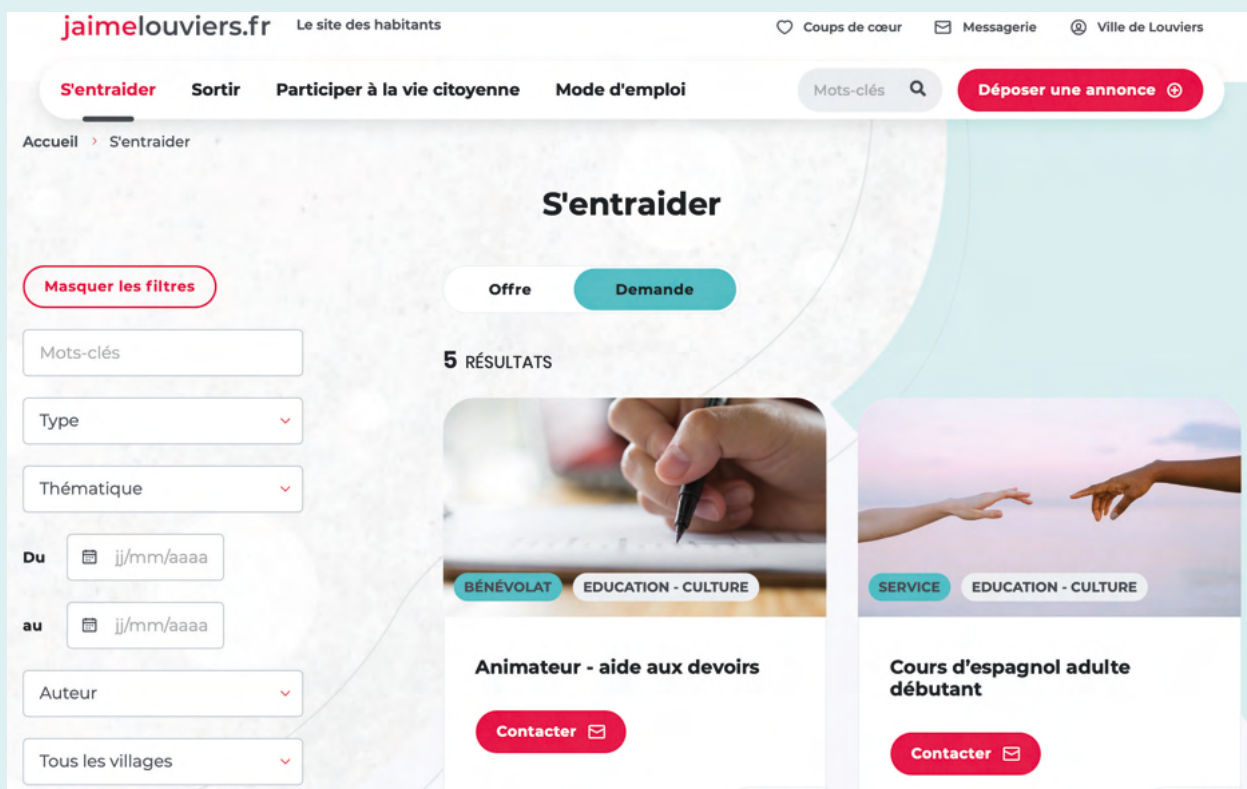 jaimelouviers.fr Le site des habitants Coups de cœur Messagerie Ville de Louviers
S'entraider Sortir Participer à la vie citoyenne Mode d'emploi Mots-clés Déposer une annonce
Accueil > S'entraider
S'entraider
Masquer les filtres
Offre Demande
Mots-clés
5 RÉSULTATS
Type
Thématique
Du jj/mm/aaaa
au jj/mm/aaaa
Auteur
Tous les villages
BÉNÉVOLAT EDUCATION - CULTURE
Animateur - aide aux devoirs
Contacter
SERVICE EDUCATION - CULTURE
Cours d’espagnol adulte
débutant
Contacter